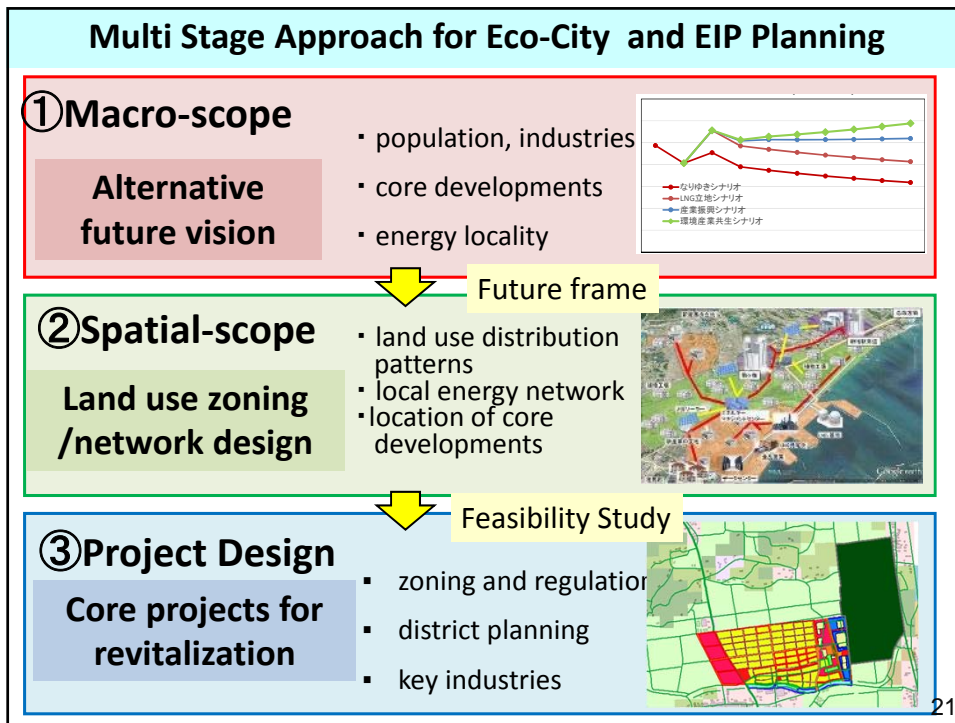 Multi Stage Approach for Eco-City and EIP Planning
①Macro-scope
Alternative
future vision
・population, industries
・core developments
・energy locality
なりゆきシナリオ
LNG立地シナリオ
産業振興シナリオ
環境産業共生シナリオ
Future frame
②Spatial-scope
Land use zoning
/network design
・land use distribution
patterns
・local energy network
・location of core
developments
Feasibility Study
③Project Design
Core projects for
revitalization
▪ zoning and regulation
▪ district planning
▪ key industries
21